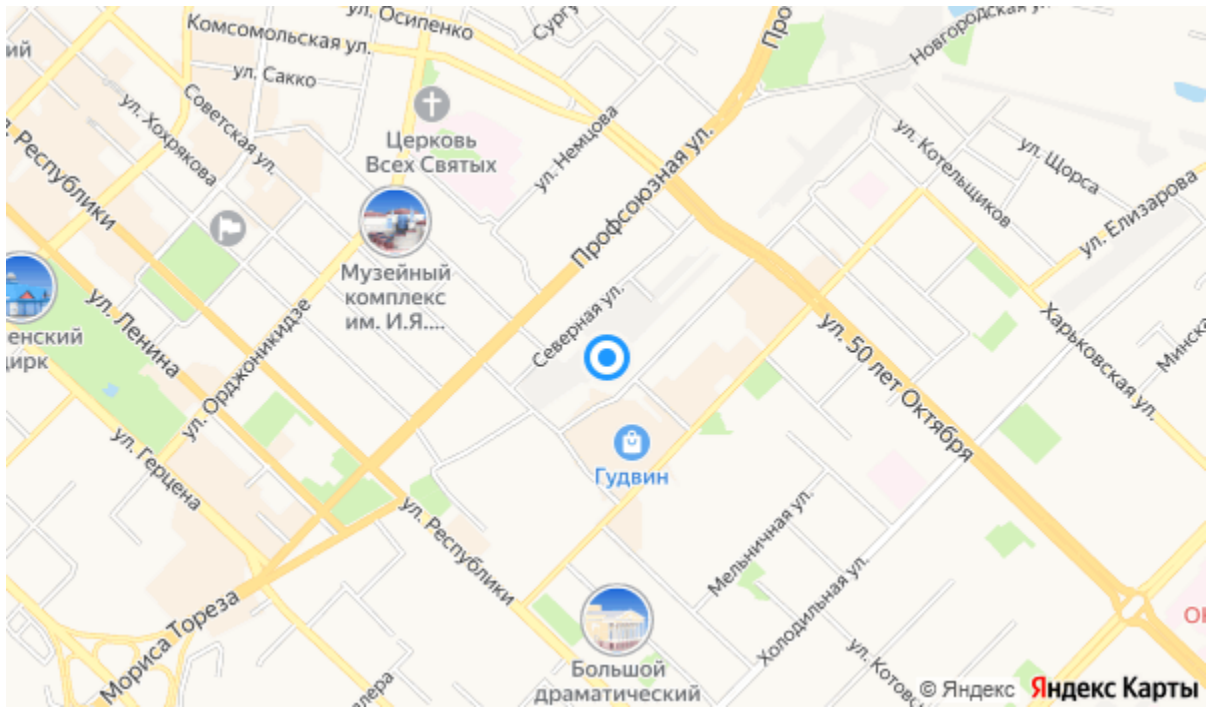 ул. Осипенко
Комсомольская ул.
Новгородская ул.
ул. Сакко
Советская ул.
ул. Хохрякова
ул. Республики
Церковь
Всех Святых
ул. Немцова
Профсоюзная ул.
ул. Котельщиков
ул. Щорса
ул. Елизарова
Музейный
комплекс
им. И.Я....
Северная ул.
ул. Ленина
ул. Орджоникидзе
ул. 50 лет Октября
Харьковская ул.
ул. Герцена
Гудвин
ул. Республики
Мельничная ул.
Холодильная ул.
Мориса Тореза
Большой
драматический
© Яндекс Яндекс Карты